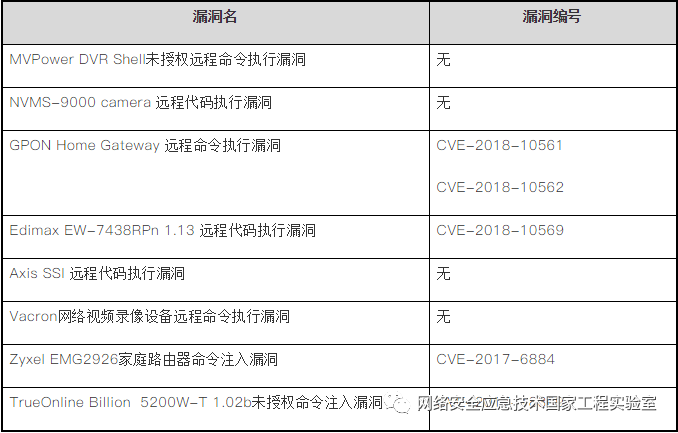 漏洞名 漏洞编号
MVPower DVR Shell未授权远程命令执行漏洞 无
NVMS-9000 camera 远程代码执行漏洞 无
GPON Home Gateway 远程命令执行漏洞 CVE-2018-10561
CVE-2018-10562
Edimax EW-7438RPn 1.13 远程代码执行漏洞 CVE-2018-10569
Axis SSI 远程代码执行漏洞 无
Vacron网络视频录像设备远程命令执行漏洞 无
Zyxel EMG2926家庭路由器命令注入漏洞 CVE-2017-6884
TrueOnline Billion 5200W-T 1.02b未授权命令注入漏洞
网络安全应急技术国家工程实验室